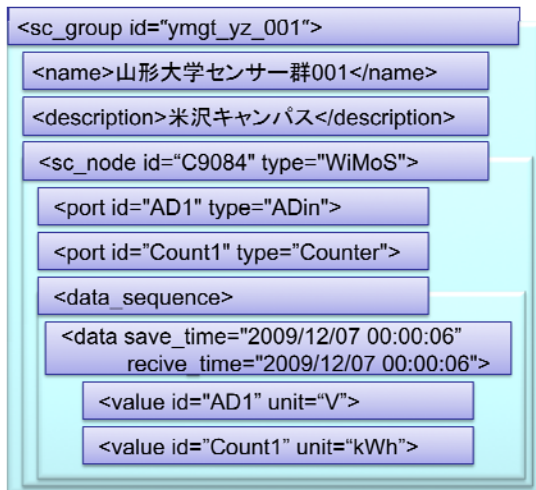 <sc_group id=“ymgt_yz_001“>
<name>山形大学センサー群001</name>
<description>米沢キャンパス</description>
<sc_node id=“C9084" type="WiMoS">
<port id="AD1" type="ADin">
<port id=”Count1" type=”Counter">
<data_sequence>
<data save_time="2009/12/07 00:00:06”
recive_time="2009/12/07 00:00:06">
<value id="AD1” unit=“V”>
<value id=”Count1” unit=“kWh”>